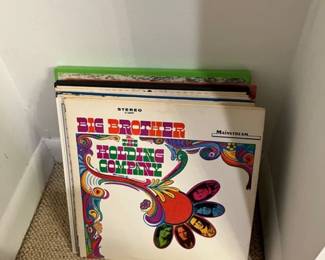 STEREO
BIG BROTHER
MAINSTREAM
& THE
HOLDING
COMPANY